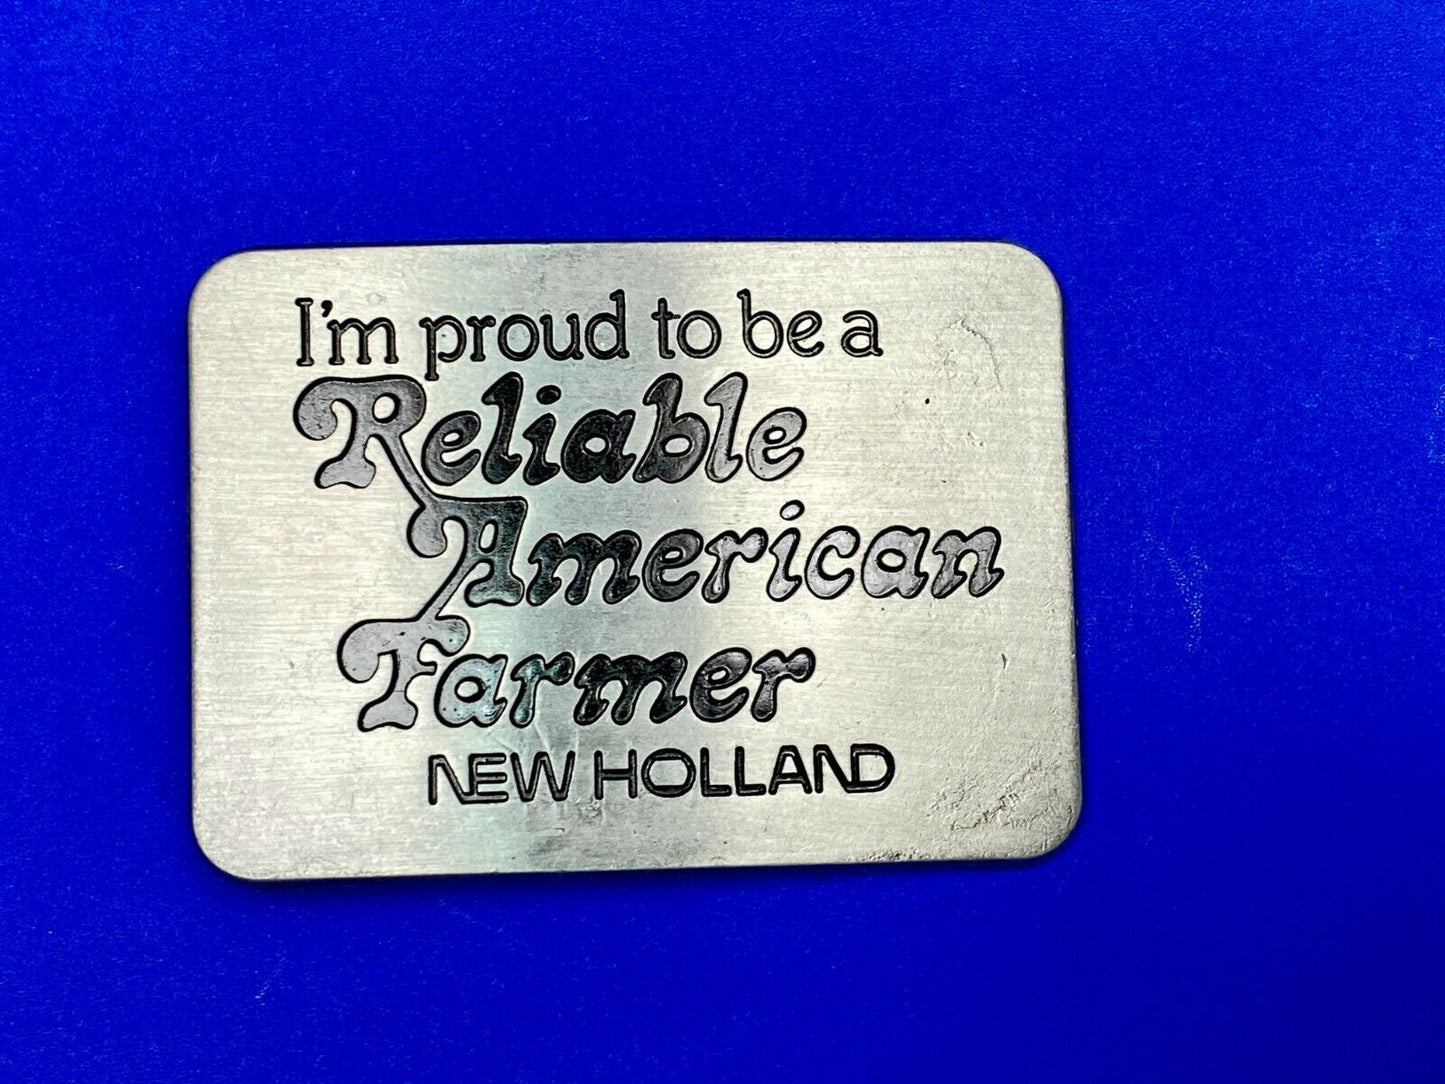 I'm proud to be a
Reliable
American
Farmer
NEW HOLLAND